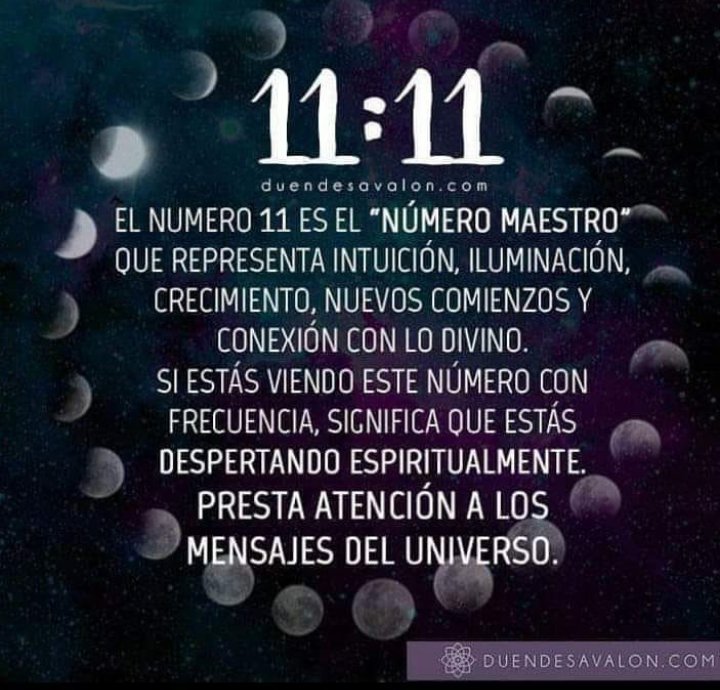 11:11
duendesavalon.com
EL NUMERO 11 ES EL "NÚMERO MAESTRO"
QUE REPRESENTA INTUICIÓN, ILUMINACIÓN,
CRECIMIENTO, NUEVOS COMIENZOS Y
CONEXIÓN CON LO DIVINO.
SI ESTÁS VIENDO ESTE NÚMERO CON
FRECUENCIA, SIGNIFICA QUE ESTÁS
DESPERTANDO ESPIRITUALMENTE.
PRESTA ATENCIÓN A LOS
MENSAJES DEL UNIVERSO.
DUENDESAVALON.COM